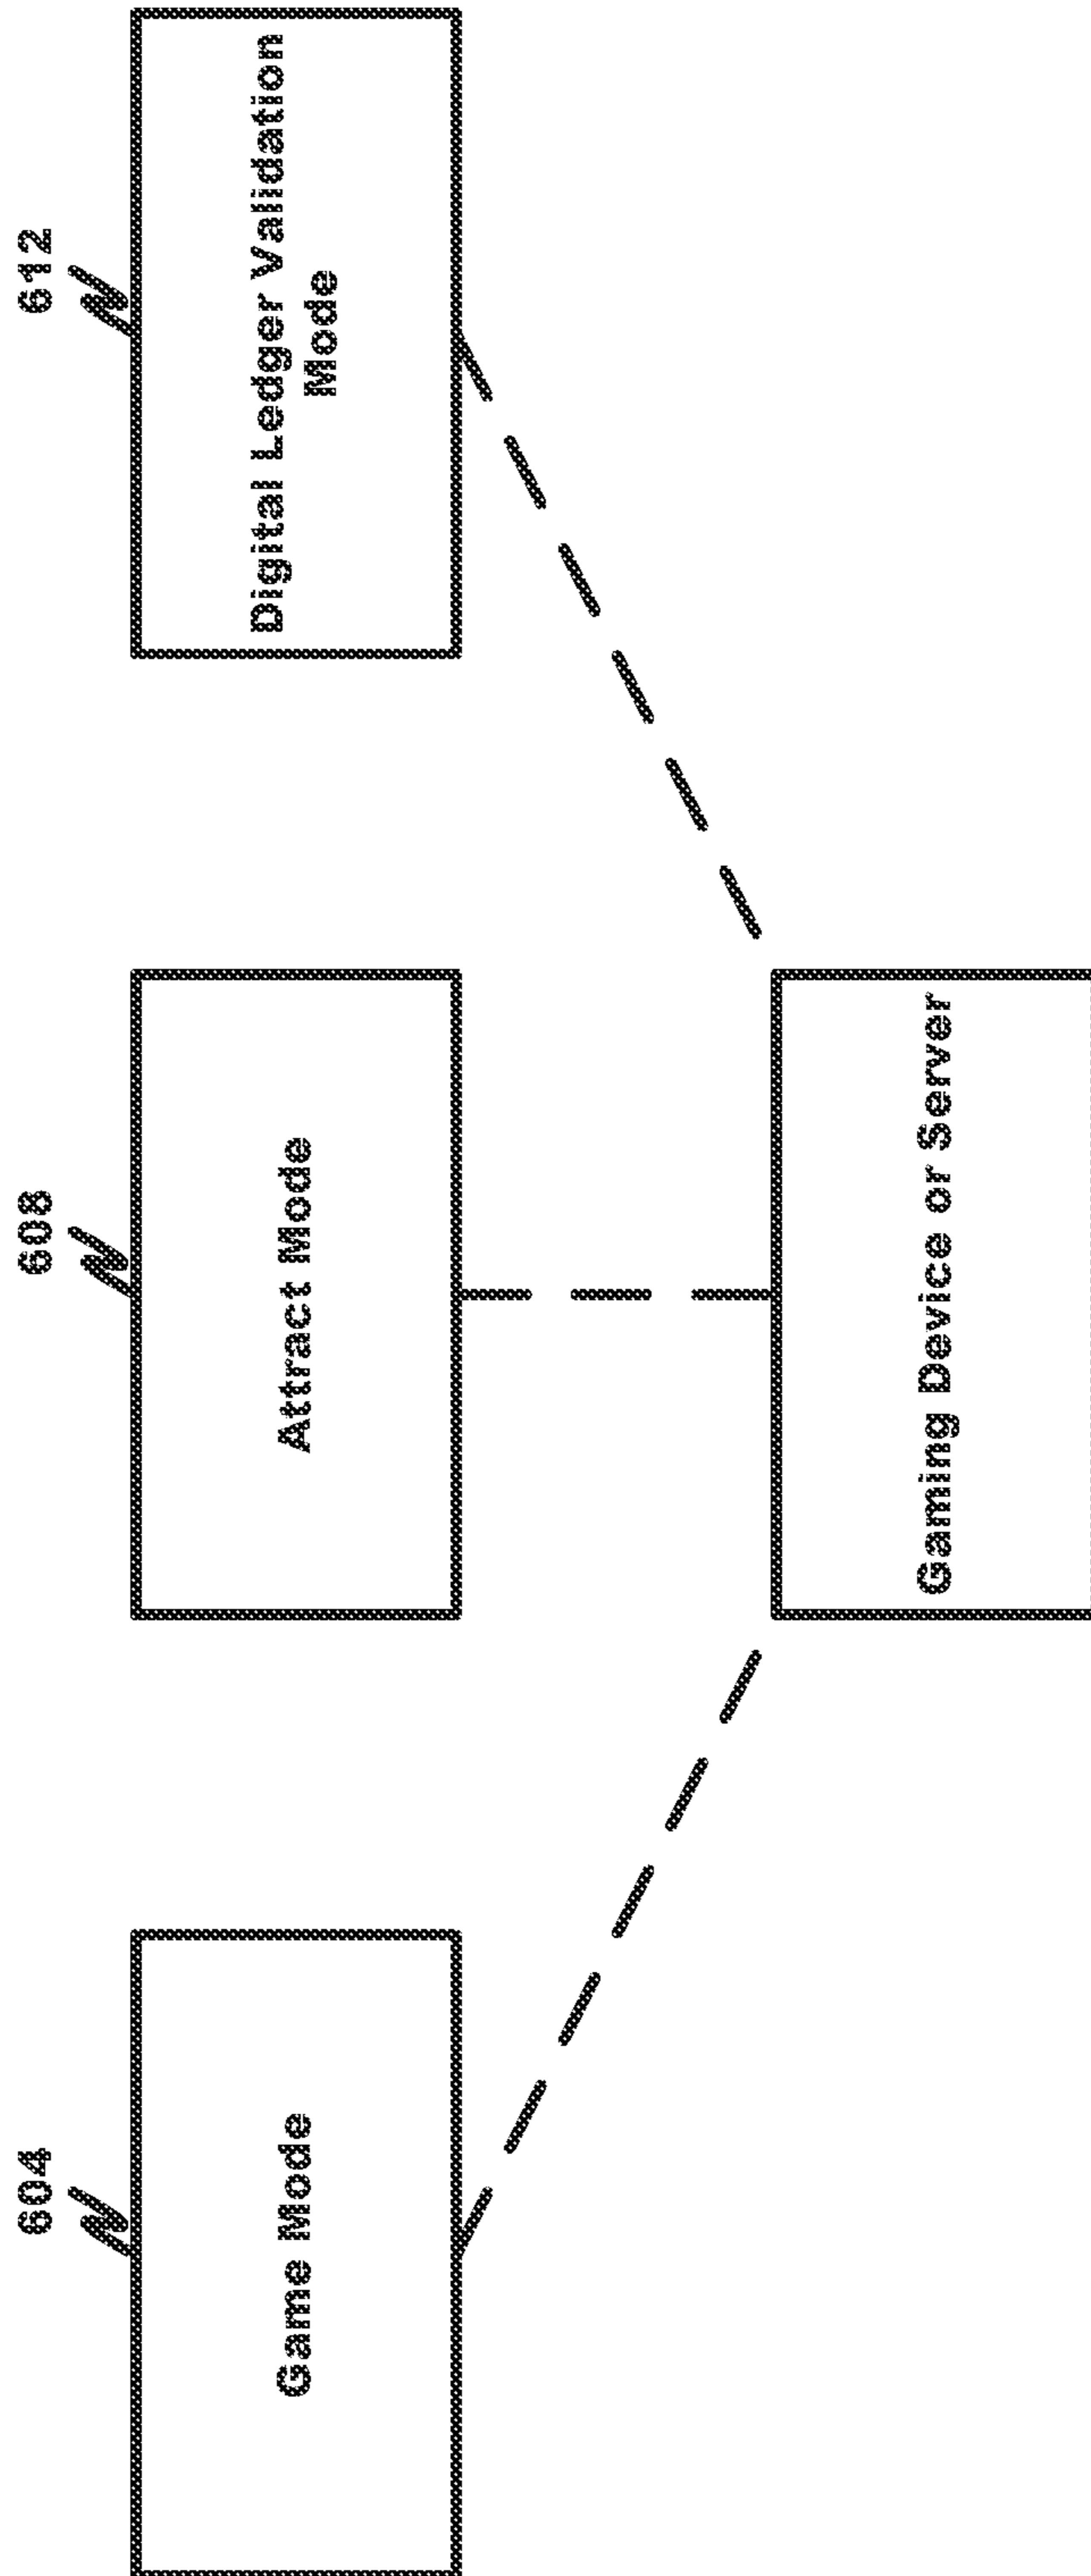 604
608
612
Game Mode
Attract Mode
Digital Ledger Validation
Mode
Gaming Device or Server